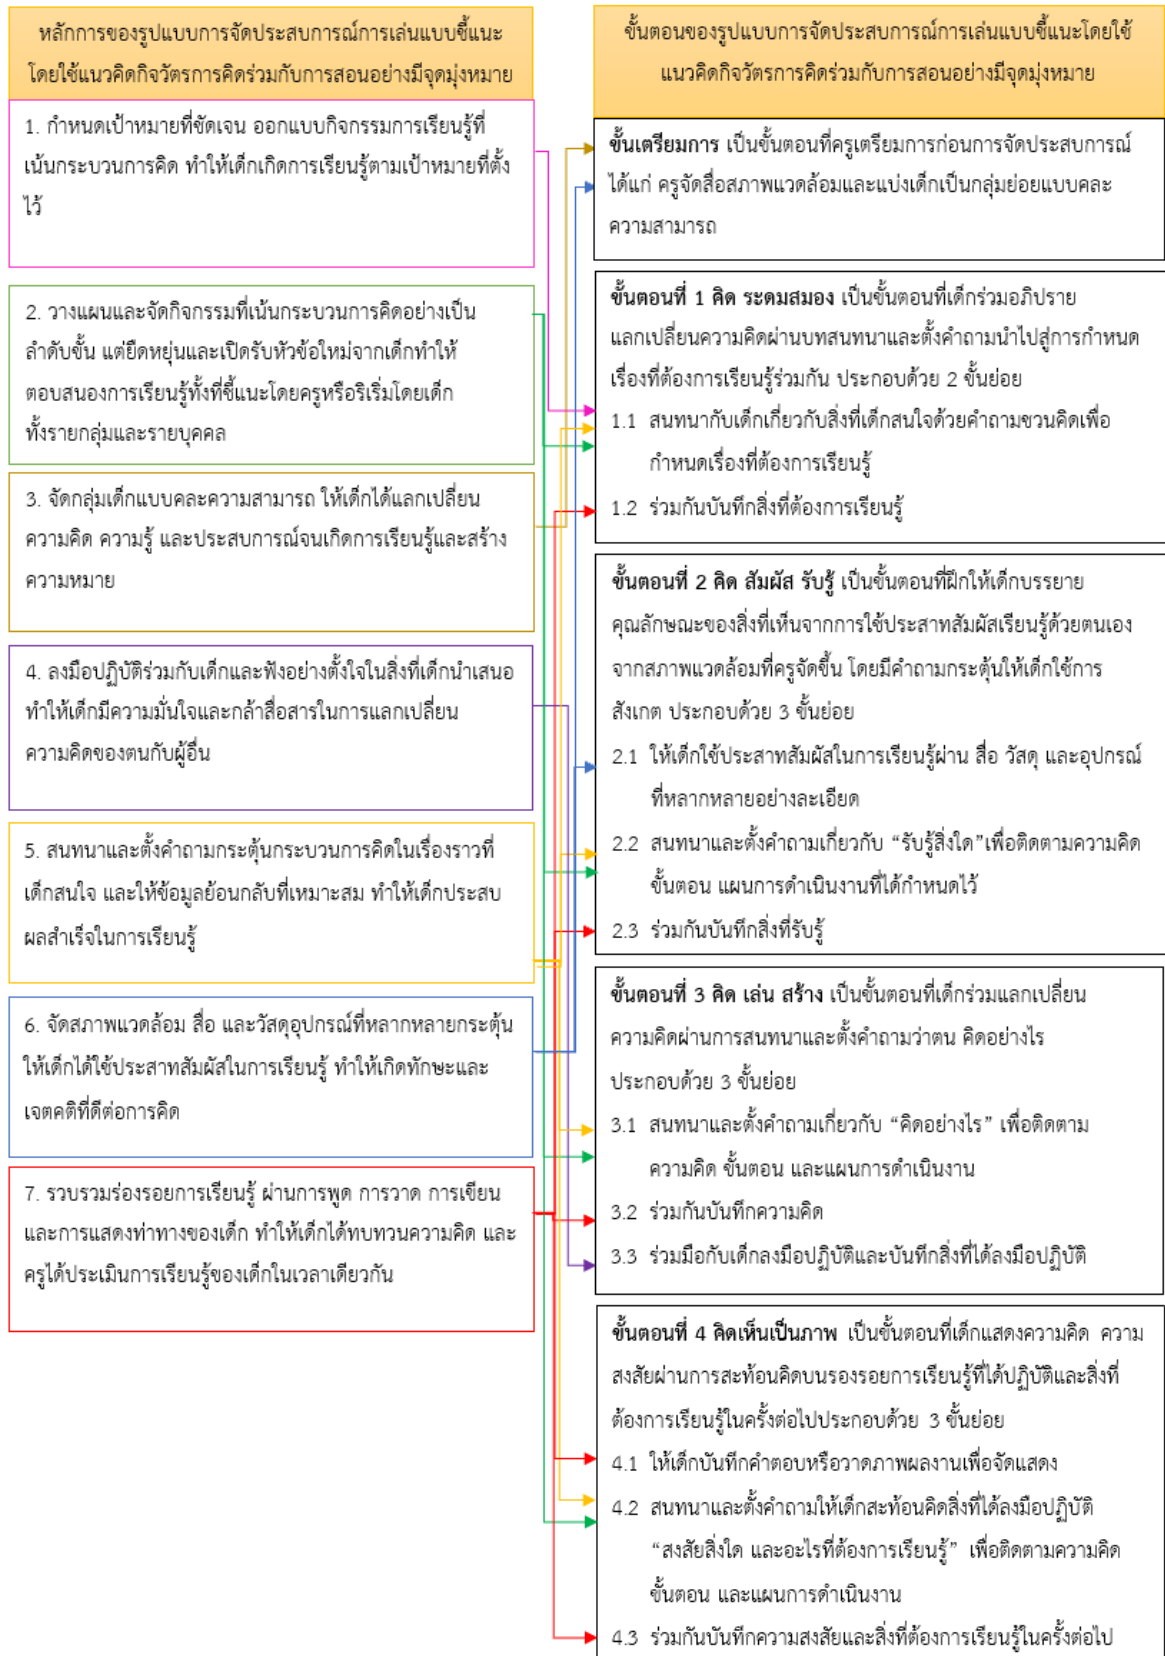 หลักการของรูปแบบการจัดประสบการณ์การเล่นแบบชี้แนะ
โดยใช้แนวคิดกิจวัตรการคิดร่วมกับการสอนอย่างมีจุดมุ่งหมาย
1. กำหนดเป้าหมายที่ชัดเจน ออกแบบกิจกรรมการเรียนรู้ที่
เน้นกระบวนการคิด ทำให้เด็กเกิดการเรียนรู้ตามเป้าหมายที่ตั้ง
ไว้
2. วางแผนและจัดกิจกรรมที่เน้นกระบวนการคิดอย่างเป็น
ลำดับขั้น แต่ยืดหยุ่นและเปิดรับหัวข้อใหม่จากเด็กทำให้
ตอบสนองการเรียนรู้ทั้งที่ชี้แนะโดยครูหรือริเริ่มโดยเด็ก
ทั้งรายกลุ่มและรายบุคคล
3. จัดกลุ่มเด็กแบบคละความสามารถ ให้เด็กได้แลกเปลี่ยน
ความคิด ความรู้ และประสบการณ์จนเกิดการเรียนรู้และสร้าง
ความหมาย
4. ลงมือปฏิบัติร่วมกับเด็กและฟังอย่างตั้งใจในสิ่งที่เด็กนำเสนอ
ทำให้เด็กมีความมั่นใจและกล้าสื่อสารในการแลกเปลี่ยน
ความคิดของตนกับผู้อื่น
5. สนทนาและตั้งคำถามกระตุ้นกระบวนการคิดในเรื่องราวที่
เด็กสนใจ และให้ข้อมูลย้อนกลับที่เหมาะสม ทำให้เด็กประสบ
ผลสำเร็จในการเรียนรู้
6. จัดสภาพแวดล้อม สื่อ และวัสดุอุปกรณ์ที่หลากหลายกระตุ้น
ให้เด็กได้ใช้ประสาทสัมผัสในการเรียนรู้ ทำให้เกิดทักษะและ
เจตคติที่ดีต่อการคิด
7. รวบรวมร่องรอยการเรียนรู้ ผ่านการพูด การวาด การเขียน
และการแสดงท่าทางของเด็ก ทำให้เด็กได้ทบทวนความคิด และ
ครูได้ประเมินการเรียนรู้ของเด็กในเวลาเดียวกัน
ขั้นตอนของรูปแบบการจัดประสบการณ์การเล่นแบบชี้แนะโดยใช้
แนวคิดกิจวัตรการคิดร่วมกับการสอนอย่างมีจุดมุ่งหมาย
ขั้นเตรียมการ เป็นขั้นตอนที่ครูเตรียมการก่อนการจัดประสบการณ์
ได้แก่ ครูจัดสื่อสภาพแวดล้อมและแบ่งเด็กเป็นกลุ่มย่อยแบบคละ
ความสามารถ
ขั้นตอนที่ 1 คิด ระดมสมอง เป็นขั้นตอนที่เด็กร่วมอภิปราย
แลกเปลี่ยนความคิดผ่านบทสนทนาและตั้งคำถามนำไปสู่การกำหนด
เรื่องที่ต้องการเรียนรู้ร่วมกัน ประกอบด้วย 2 ขั้นย่อย
1.1 สนทนากับเด็กเกี่ยวกับสิ่งที่เด็กสนใจด้วยคำถามชวนคิดเพื่อ
กำหนดเรื่องที่ต้องการเรียนรู้
1.2 ร่วมกันบันทึกสิ่งที่ต้องการเรียนรู้
ขั้นตอนที่ 2 คิด สัมผัส รับรู้ เป็นขั้นตอนที่ฝึกให้เด็กบรรยาย
คุณลักษณะของสิ่งที่เห็นจากการใช้ประสาทสัมผัสเรียนรู้ด้วยตนเอง
จากสภาพแวดล้อมที่ครูจัดขึ้น โดยมีคำถามกระตุ้นให้เด็กใช้การ
สังเกต ประกอบด้วย 3 ขั้นย่อย
2.1 ให้เด็กใช้ประสาทสัมผัสในการเรียนรู้ผ่าน สื่อ วัสดุ และอุปกรณ์
ที่หลากหลายอย่างละเอียด
2.2 สนทนาและตั้งคำถามเกี่ยวกับ “รับรู้สิ่งใด”เพื่อติดตามความคิด
ขั้นตอน แผนการดำเนินงานที่ได้กำหนดไว้
2.3 ร่วมกันบันทึกสิ่งที่รับรู้
ขั้นตอนที่ 3 คิด เล่น สร้าง เป็นขั้นตอนที่เด็กร่วมแลกเปลี่ยน
ความคิดผ่านการสนทนาและตั้งคำถามว่าตน คิดอย่างไร
ประกอบด้วย 3 ขั้นย่อย
3.1 สนทนาและตั้งคำถามเกี่ยวกับ “คิดอย่างไร” เพื่อติดตาม
ความคิด ขั้นตอน และแผนการดำเนินงาน
3.2 ร่วมกันบันทึกความคิด
3.3 ร่วมมือกับเด็กลงมือปฏิบัติและบันทึกสิ่งที่ได้ลงมือปฏิบัติ
ขั้นตอนที่ 4 คิดเห็นเป็นภาพ เป็นขั้นตอนที่เด็กแสดงความคิด ความ
สงสัยผ่านการสะท้อนคิดบนรองรอยการเรียนรู้ที่ได้ปฏิบัติและสิ่งที่
ต้องการเรียนรู้ในครั้งต่อไปประกอบด้วย 3 ขั้นย่อย
4.1 ให้เด็กบันทึกคำตอบหรือวาดภาพผลงานเพื่อจัดแสดง
4.2 สนทนาและตั้งคำถามให้เด็กสะท้อนคิดสิ่งที่ได้ลงมือปฏิบัติ
“สงสัยสิ่งใด และอะไรที่ต้องการเรียนรู้” เพื่อติดตามความคิด
ขั้นตอน และแผนการดำเนินงาน
4.3 ร่วมกันบันทึกความสงสัยและสิ่งที่ต้องการเรียนรู้ในครั้งต่อไป